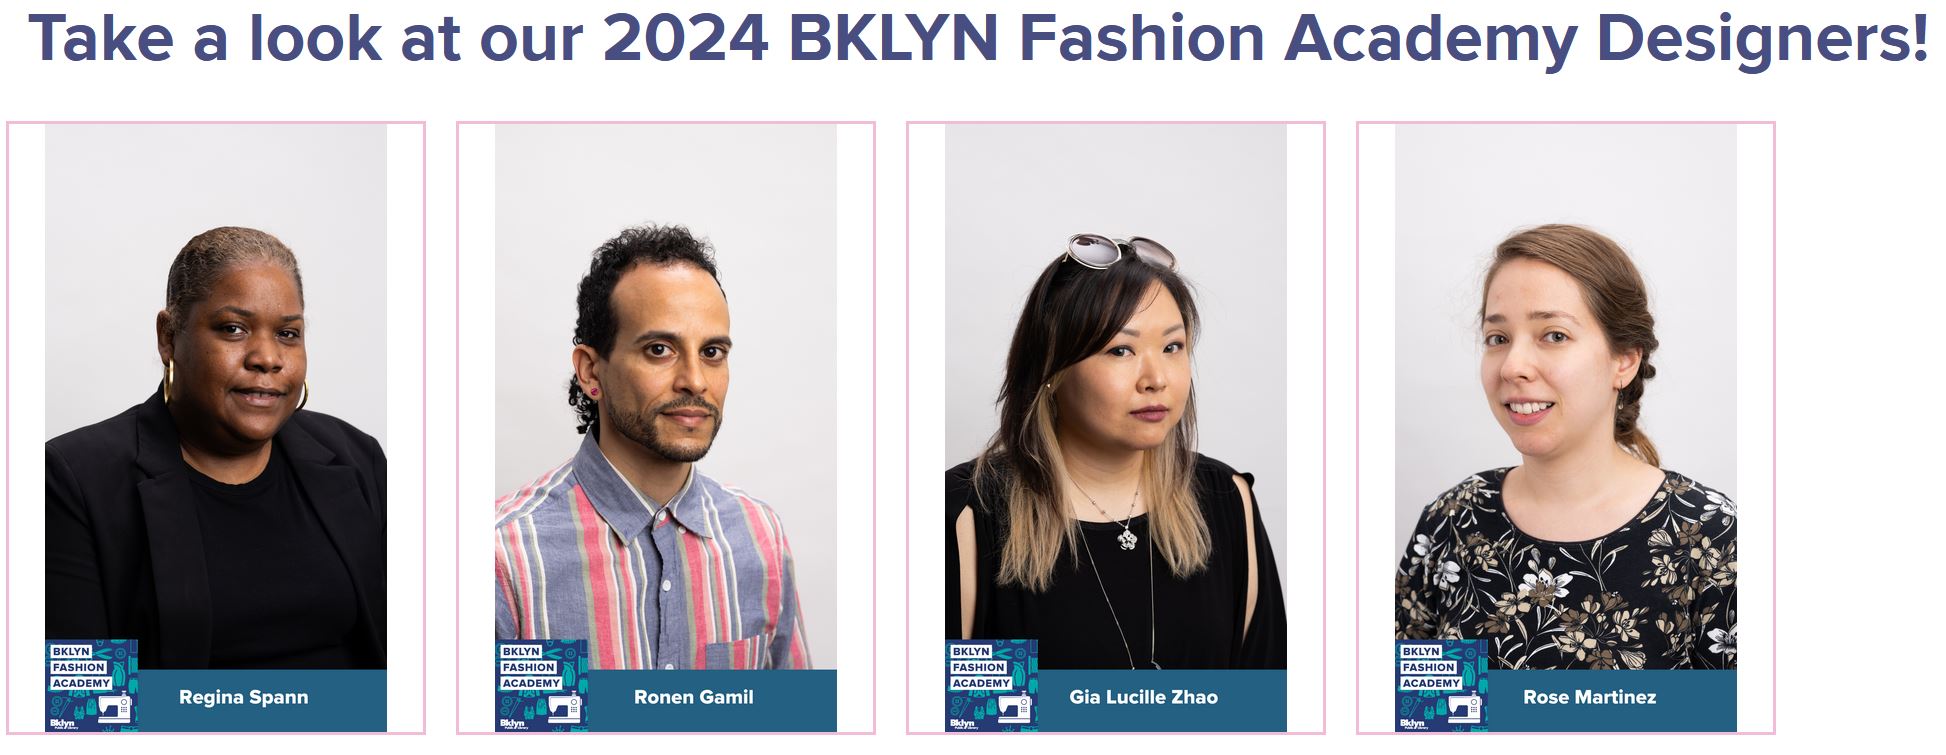 Take a look at our 2024 BKLYN Fashion Academy Designers!
BKLYN
FASHION
ACADEMY
Bklyn
Public Library
Regina Spann
BKLYN
FASHION
ACADEMY
Bklyn
Public Library
Ronen Gamil
BKLYN
FASHION
ACADEMY
Bklyn
Public Library
Gia Lucille Zhao
BKLYN
FASHION
ACADEMY
Bklyn
Public Library
Rose Martinez